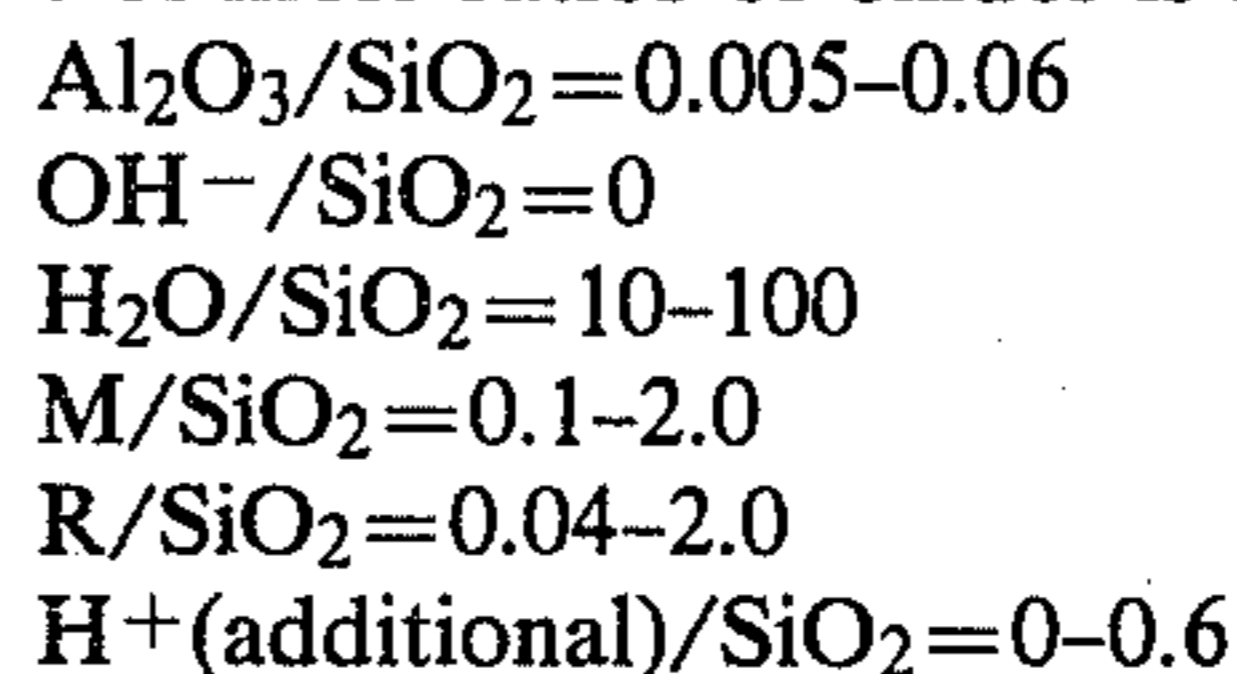 Al₂O₃/SiO₂=0.005–0.06
OH⁻/SiO₂=0
H₂O/SiO₂=10–100
M/SiO₂=0.1–2.0
R/SiO₂=0.04–2.0
H⁺(additional)/SiO₂=0–0.6